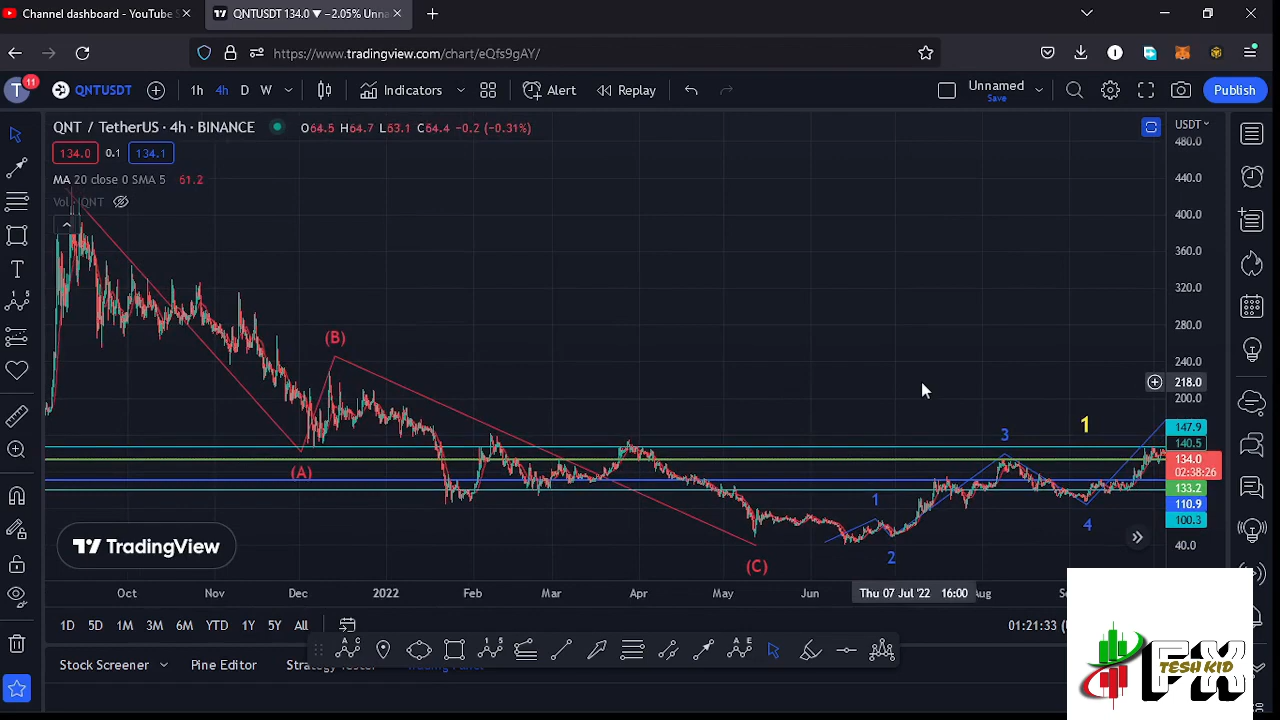 Channel dashboard - YouTube S
QNTUSDT 134.0 ▼ −2.05% Unna
https://www.tradingview.com/chart/eQfs9gAY/
T 11 QNTUSDT 1h 4h D W Indicators Alert Replay Unnamed Save Publish
QNT / TetherUS · 4h · BINANCE O64.5 H64.7 L63.1 C64.4 −0.2 (−0.31%)
USDT
134.0 0.1 134.1
MA 20 close 0 SMA 5 61.2
Vol · QNT
480.0
440.0
400.0
360.0
320.0
280.0
240.0
218.0
200.0
147.9
140.5
134.0
02:38:26
133.2
110.9
100.3
40.0
(A)
(B)
(C)
1
2
3
4
1
TradingView
Oct Nov Dec 2022 Feb Mar Apr May Jun Thu 07 Jul '22 16:00 Aug
1D 5D 1M 3M 6M YTD 1Y 5Y All 01:21:33
Stock Screener Pine Editor Strategy Tester Trading Panel
FX
TESH KID